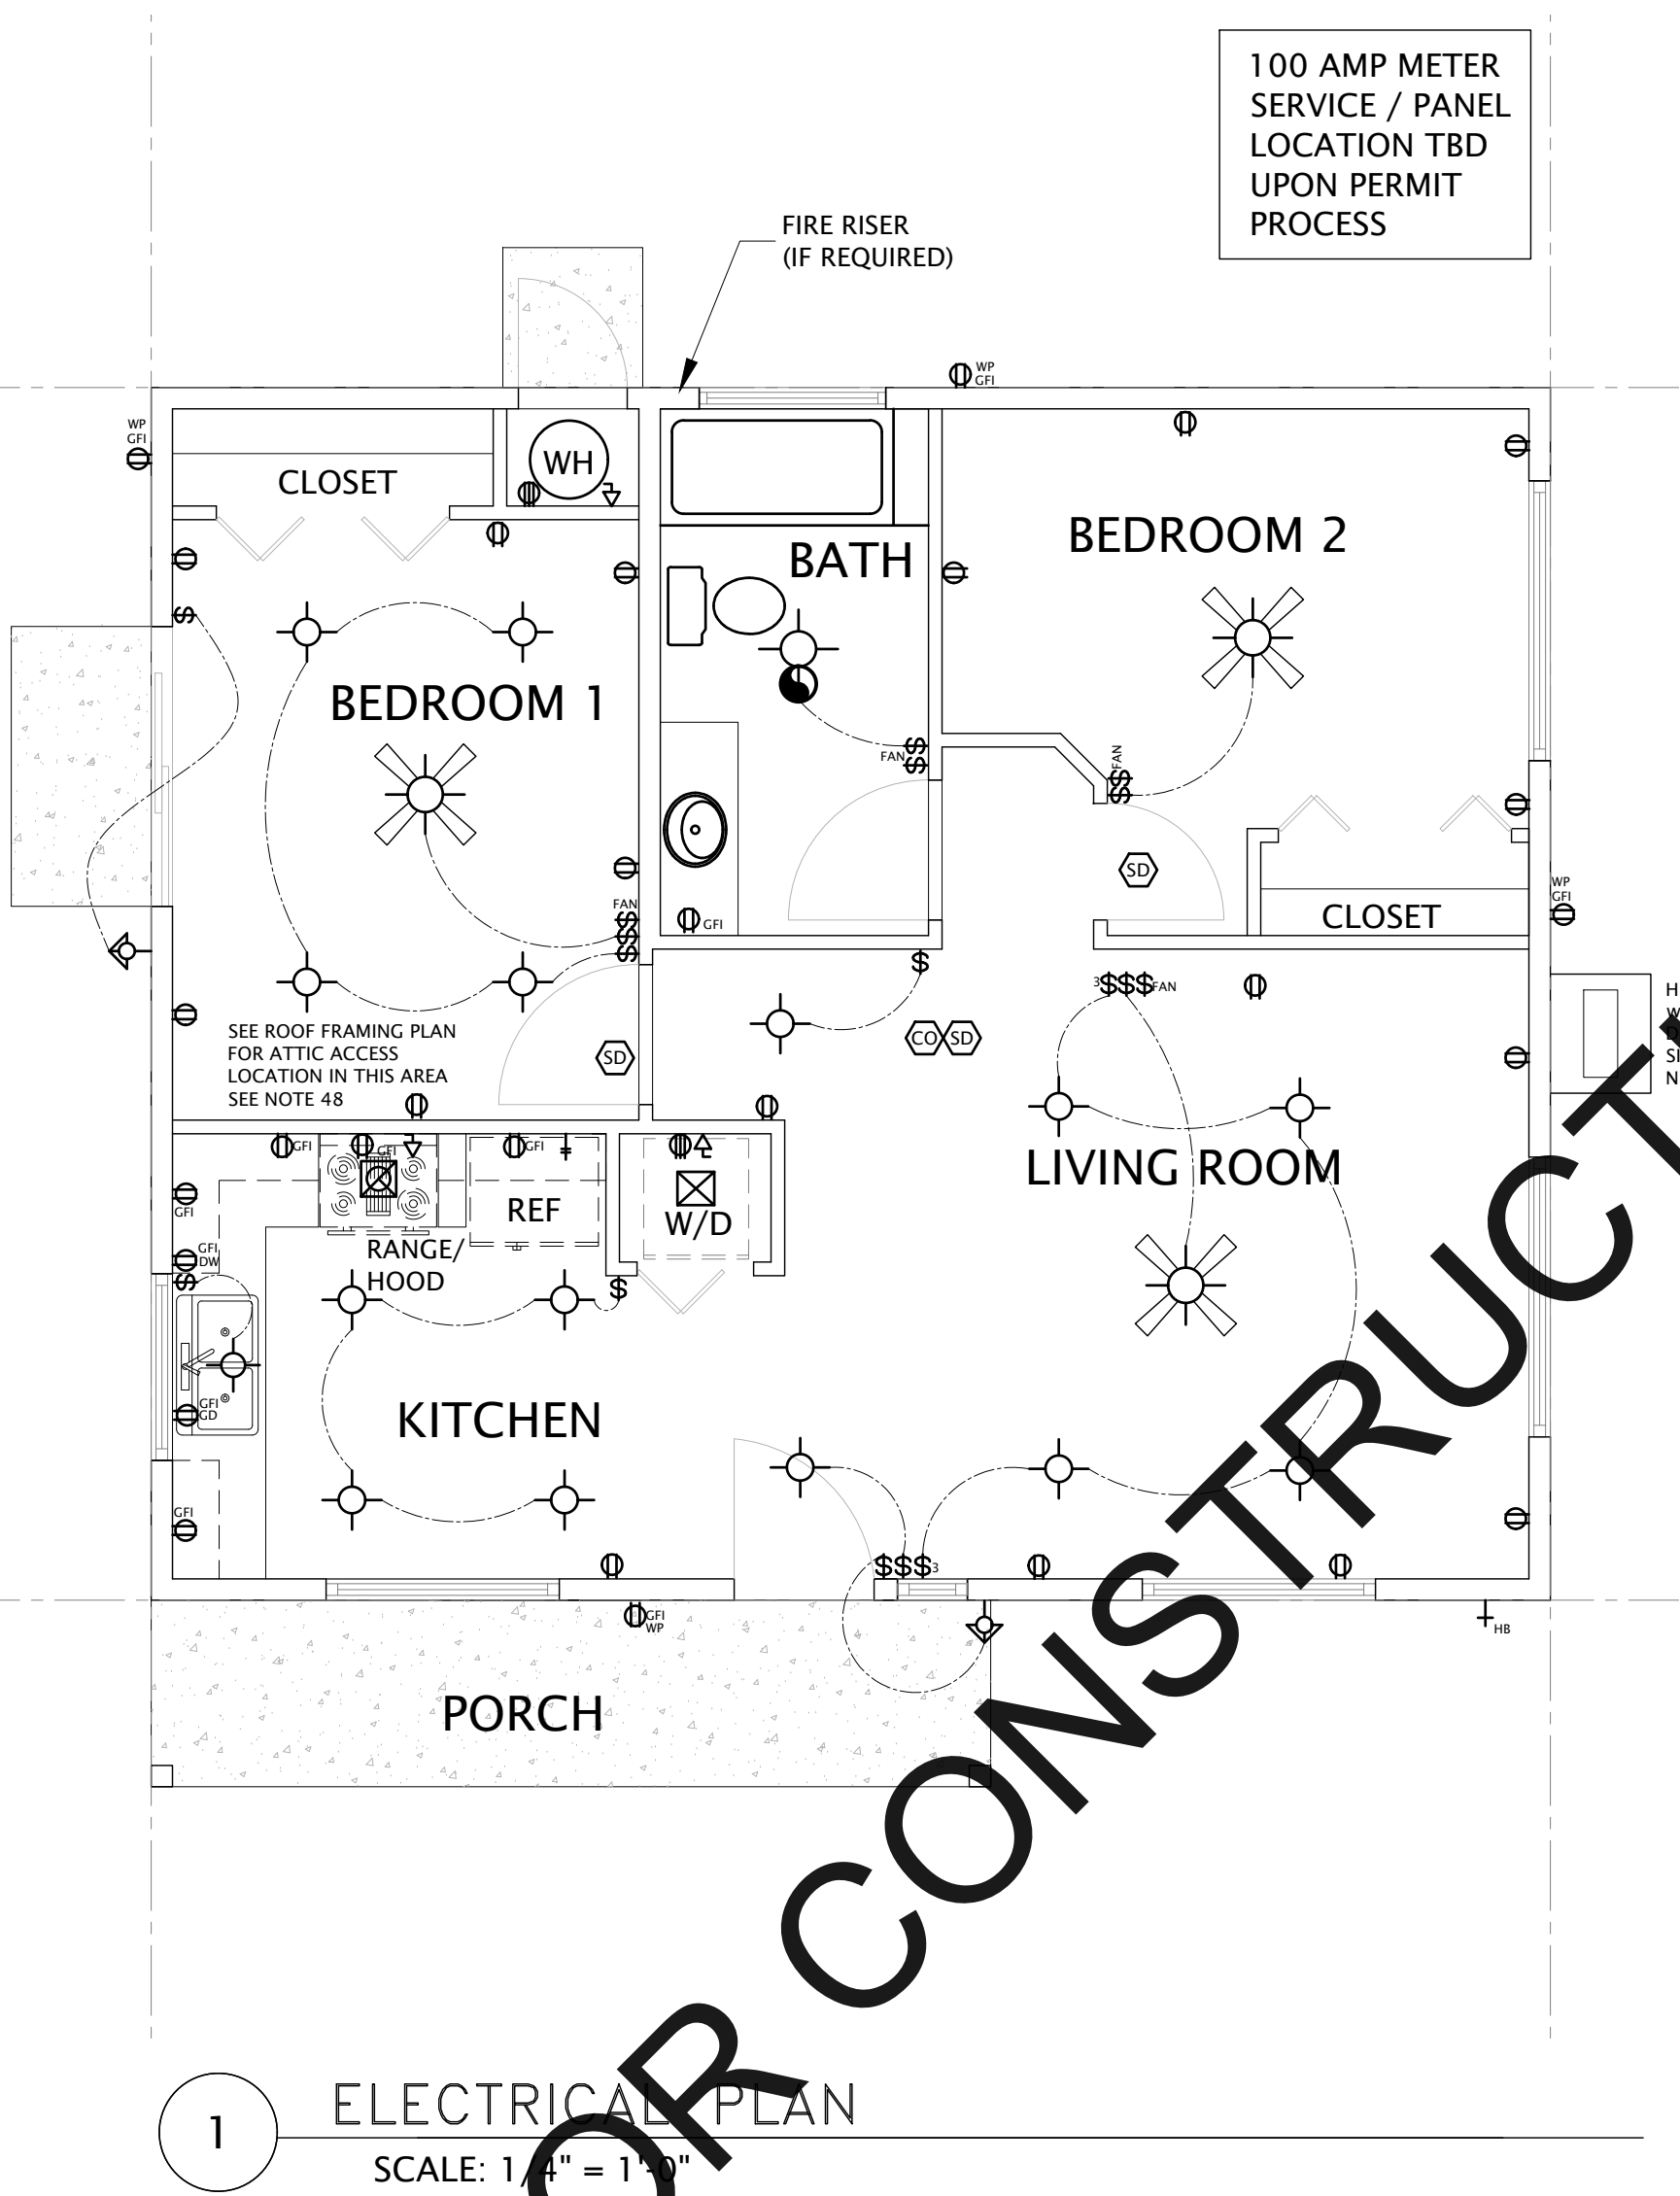 100 AMP METER
SERVICE / PANEL
LOCATION TBD
UPON PERMIT
PROCESS
FIRE RISER
(IF REQUIRED)
WP
GFI
WP
GFI
CLOSET
WH
BATH
BEDROOM 2
BEDROOM 1
$
FAN
$
$
FAN
$$
SD
WP
GFI
CLOSET
FAN
$
$
$
GFI
$
3$$$FAN
CO SD
SD
SEE ROOF FRAMING PLAN
FOR ATTIC ACCESS
LOCATION IN THIS AREA
SEE NOTE 48
GFI
GFI
GFI
GFI
LIVING ROOM
REF
W/D
RANGE/
HOOD
GFI
DW
$
$
GFI
GD
KITCHEN
GFI
$$$3
GFI
WP
HB
PORCH
OR CONSTRUCT
1
ELECTRICAL PLAN
SCALE: 1/4" = 1'-0"